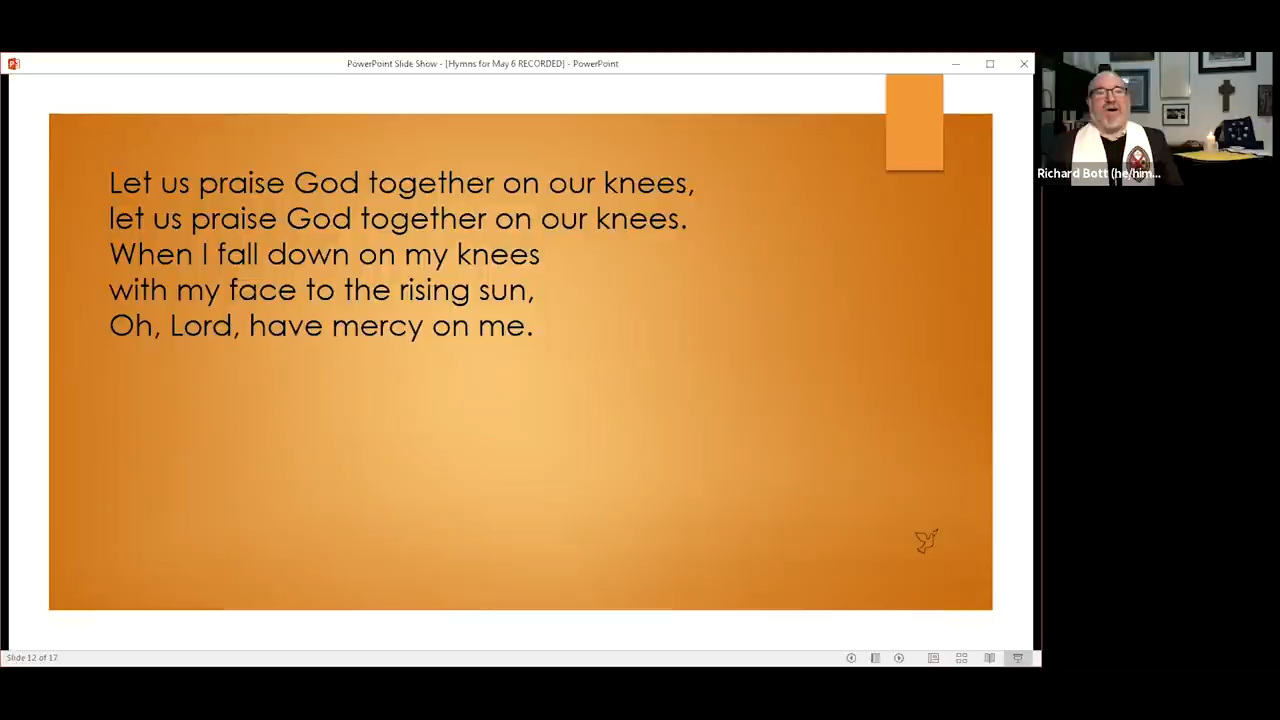 PowerPoint Slide Show - [Hymns for May 6 RECORDED] - PowerPoint
Let us praise God together on our knees,
let us praise God together on our knees.
When I fall down on my knees
with my face to the rising sun,
Oh, Lord, have mercy on me.
Richard Bott (he/him...
Slide 12 of 17